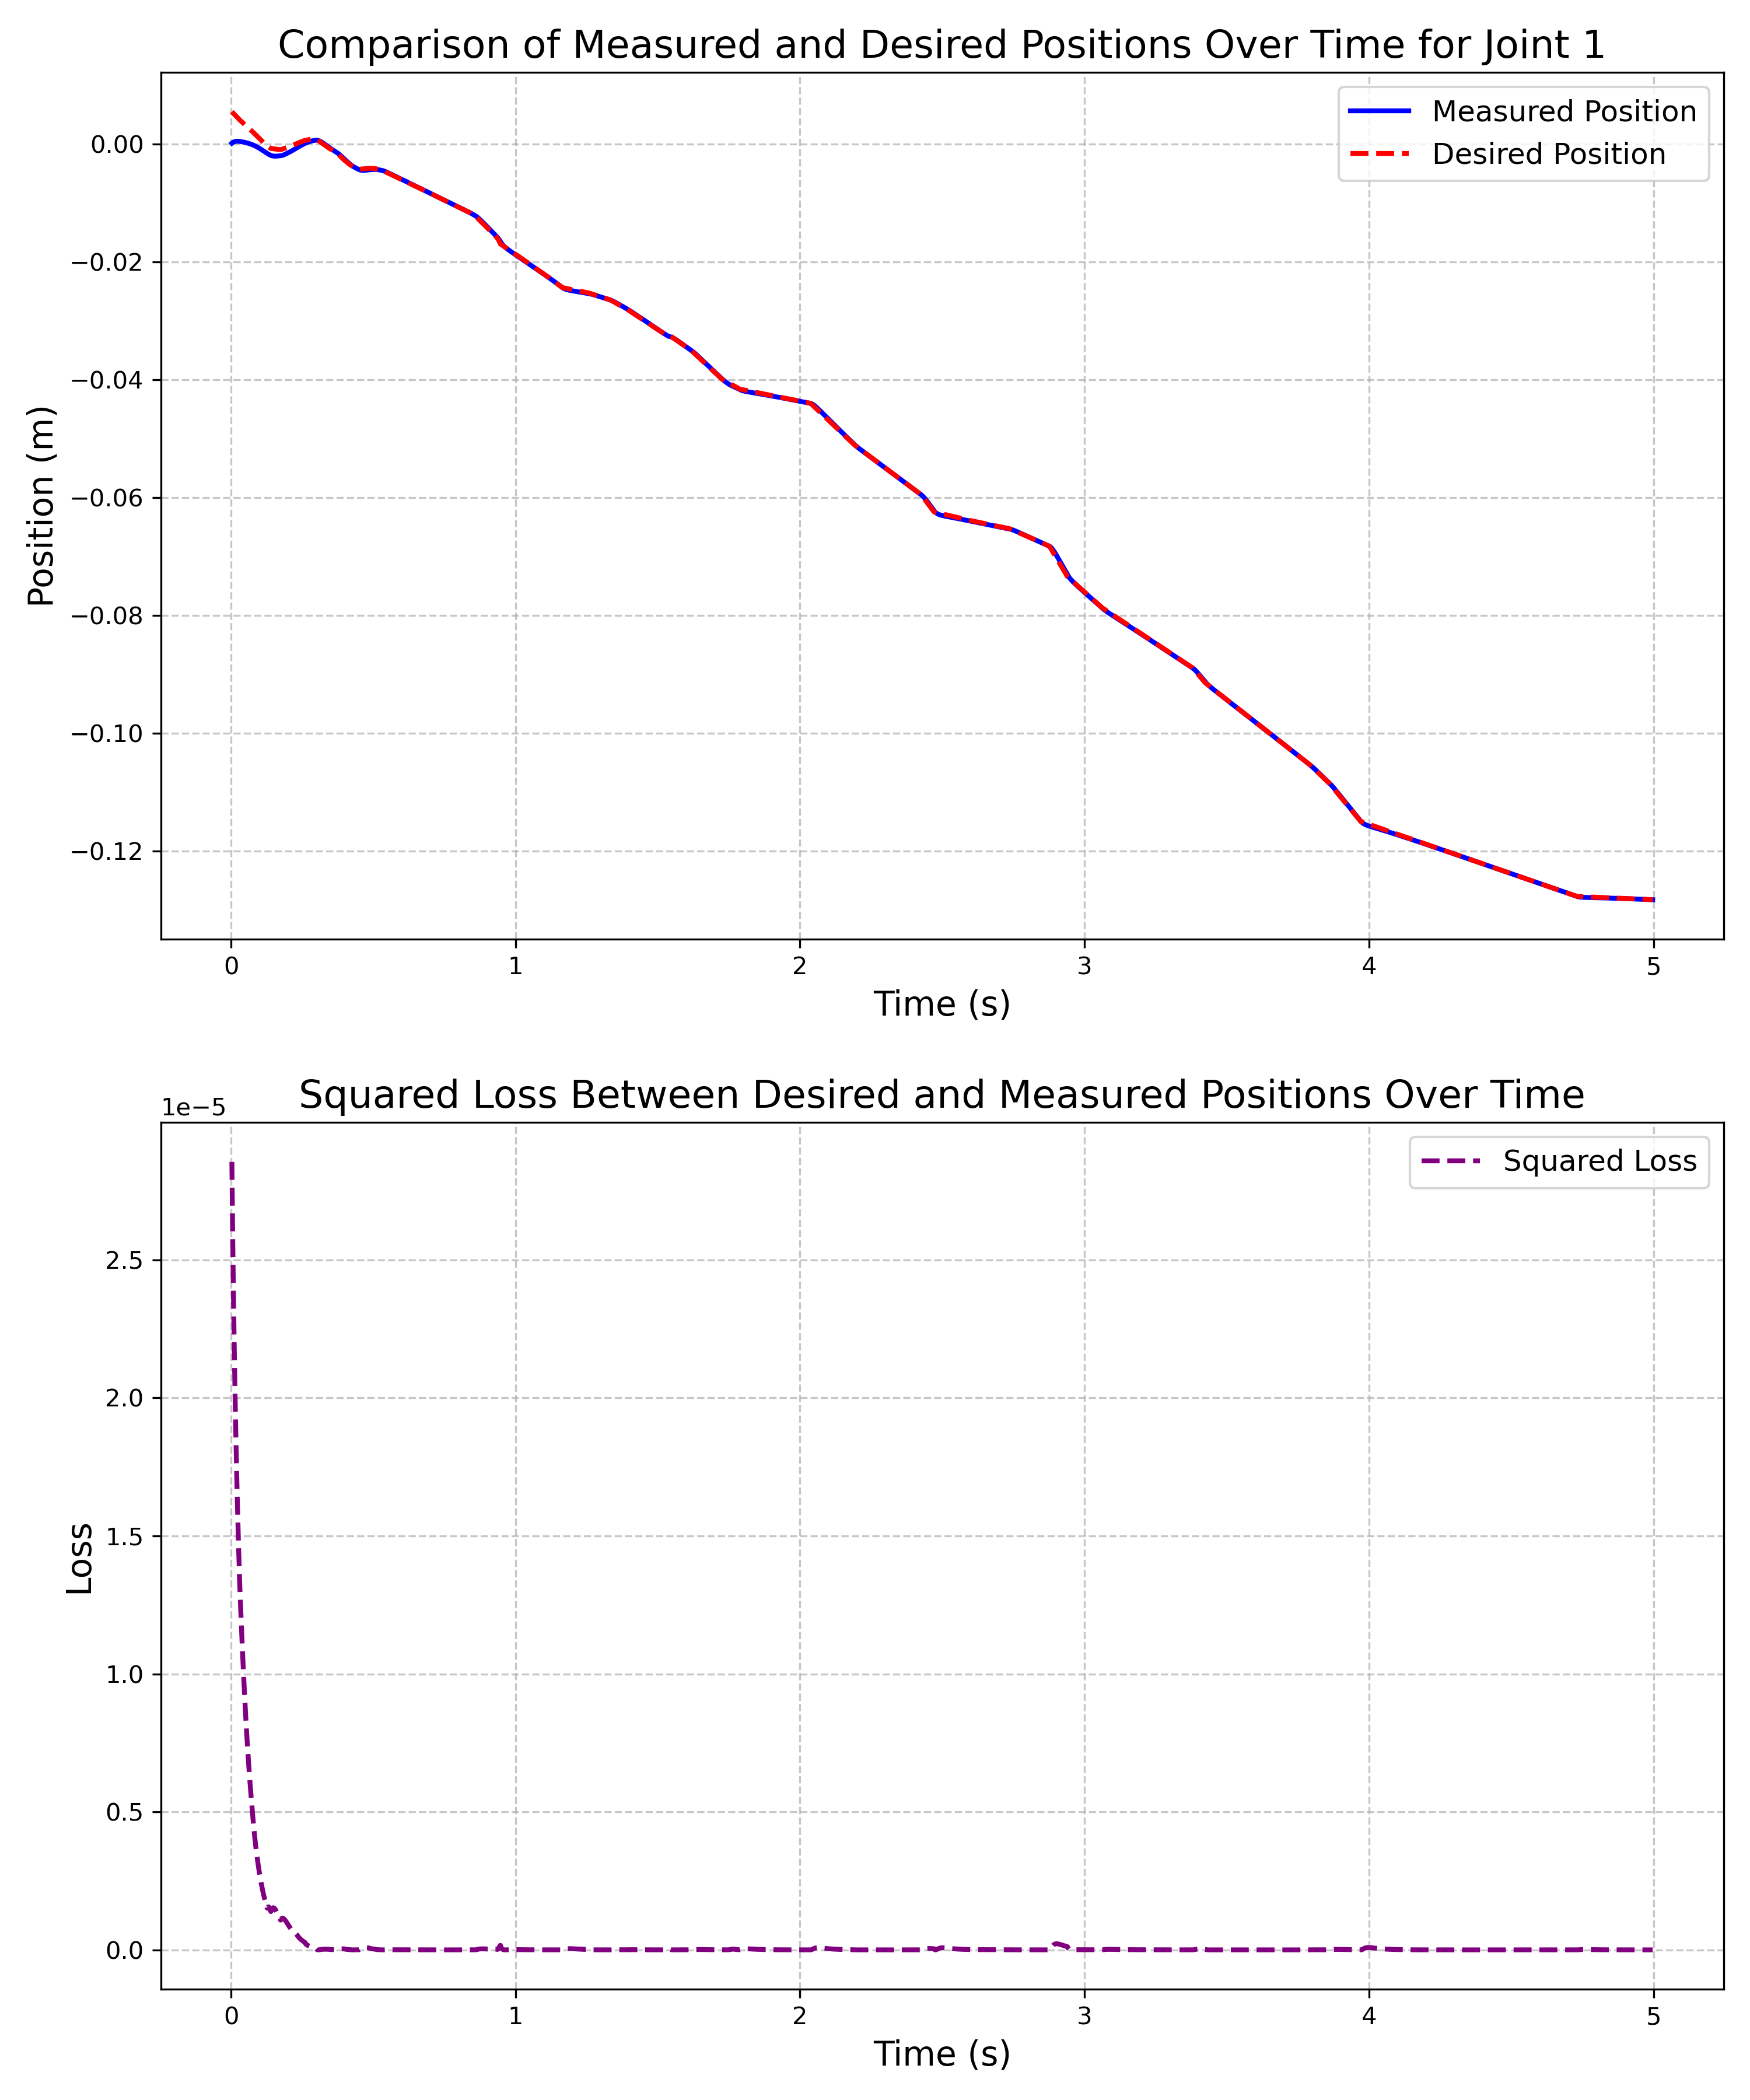 Comparison of Measured and Desired Positions Over Time for Joint 1
Measured Position
Desired Position
0.00
−0.02
−0.04
−0.06
−0.08
−0.10
−0.12
Position (m)
0 1 2 3 4 5
Time (s)
Squared Loss Between Desired and Measured Positions Over Time
1e−5
Squared Loss
2.5
2.0
1.5
1.0
0.5
0.0
Loss
0 1 2 3 4 5
Time (s)